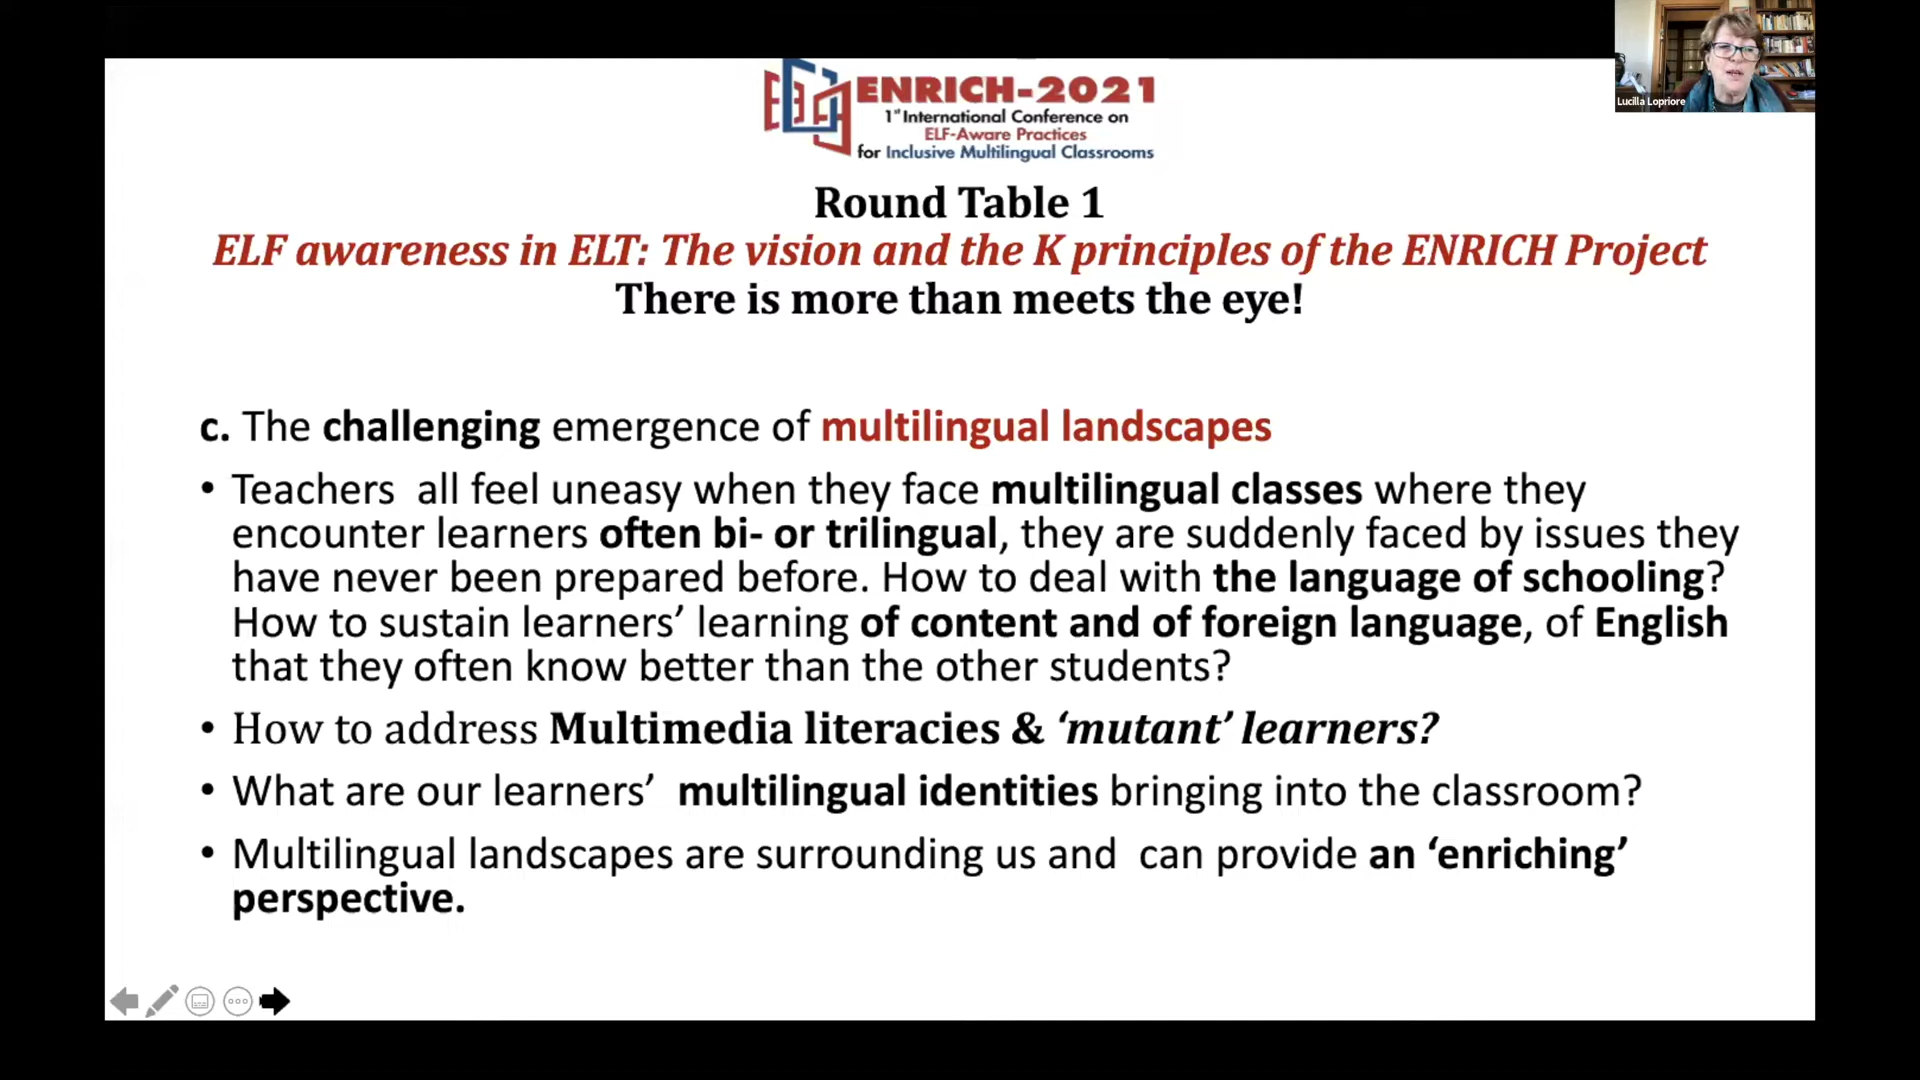 ENRICH-2021
1st International Conference on
ELF-Aware Practices
for Inclusive Multilingual Classrooms
Lucilla Lopriore
Round Table 1
ELF awareness in ELT: The vision and the K principles of the ENRICH Project
There is more than meets the eye!
c. The challenging emergence of multilingual landscapes
• Teachers  all feel uneasy when they face multilingual classes where they
encounter learners often bi- or trilingual, they are suddenly faced by issues they
have never been prepared before. How to deal with the language of schooling?
How to sustain learners’ learning of content and of foreign language, of English
that they often know better than the other students?
• How to address Multimedia literacies & ‘mutant’ learners?
• What are our learners’  multilingual identities bringing into the classroom?
• Multilingual landscapes are surrounding us and  can provide an ‘enriching’
perspective.